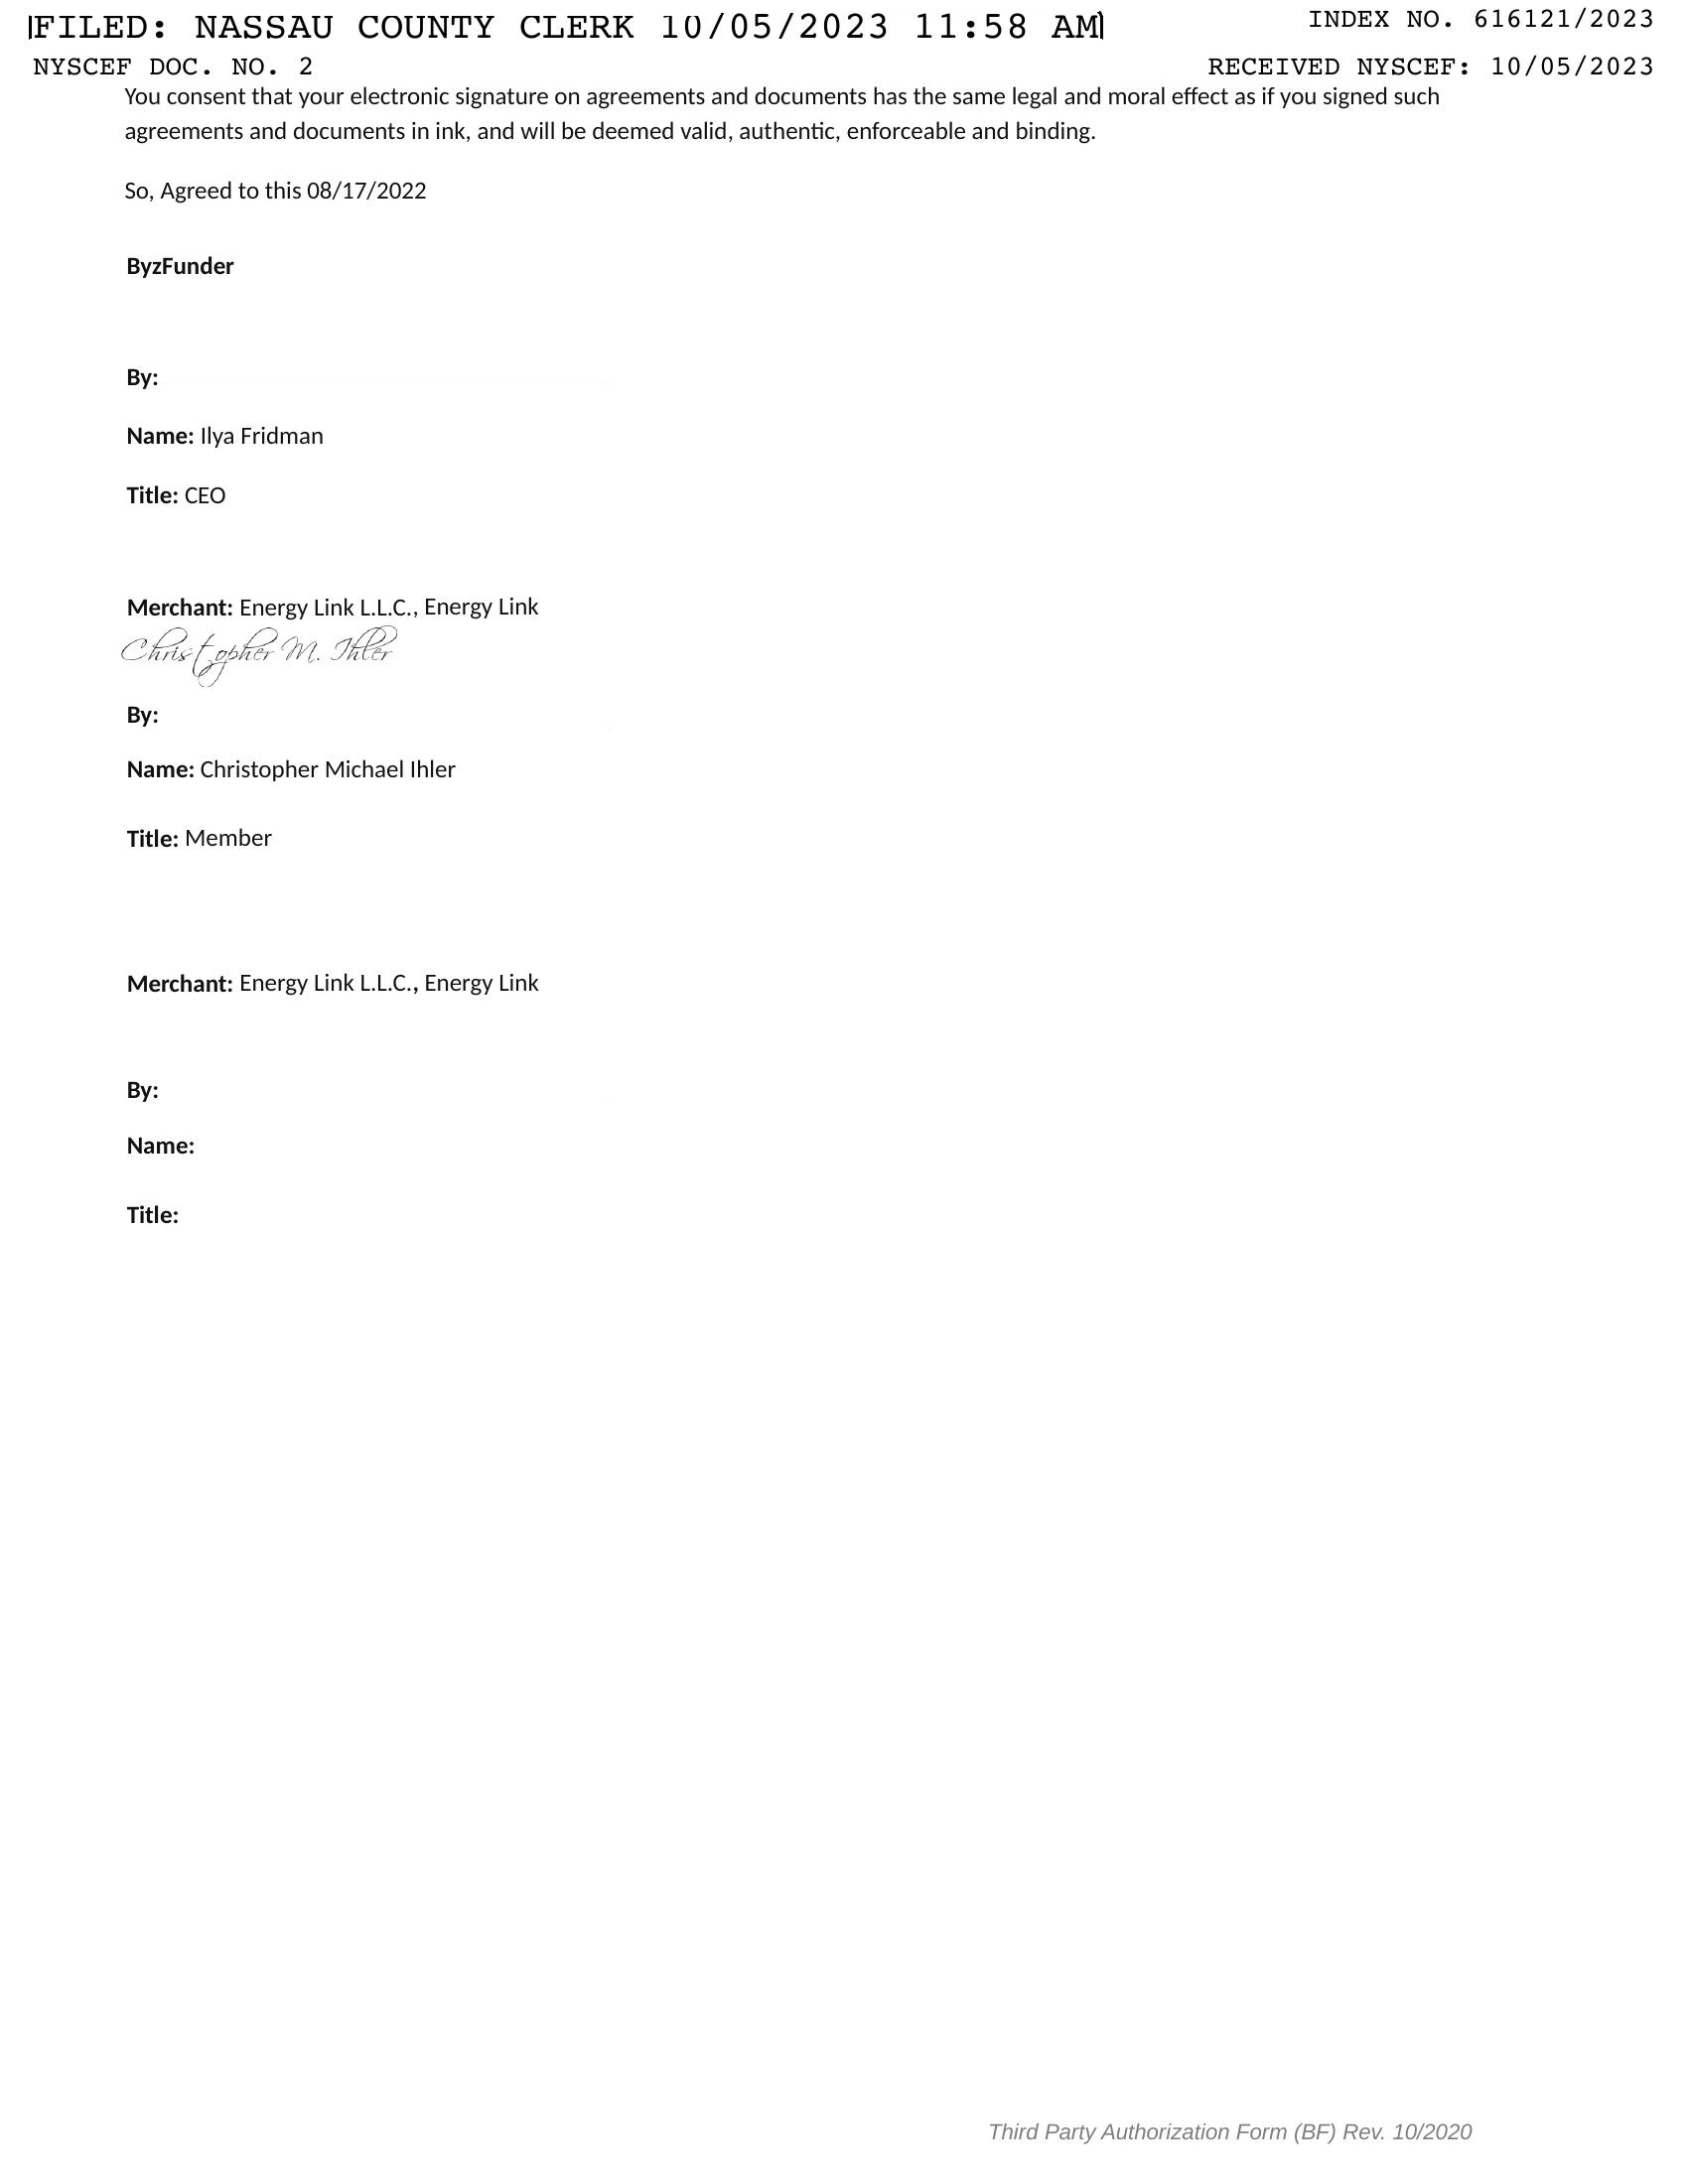 FILED: NASSAU COUNTY CLERK 10/05/2023 11:58 AM
INDEX NO. 616121/2023
NYSCEF DOC. NO. 2
RECEIVED NYSCEF: 10/05/2023
You consent that your electronic signature on agreements and documents has the same legal and moral effect as if you signed such
agreements and documents in ink, and will be deemed valid, authentic, enforceable and binding.
So, Agreed to this 08/17/2022
ByzFunder
By:
Name: Ilya Fridman
Title: CEO
Merchant: Energy Link L.L.C., Energy Link
Christopher M. Ihler
By:
Name: Christopher Michael Ihler
Title: Member
Merchant: Energy Link L.L.C., Energy Link
By:
Name:
Title:
Third Party Authorization Form (BF) Rev. 10/2020